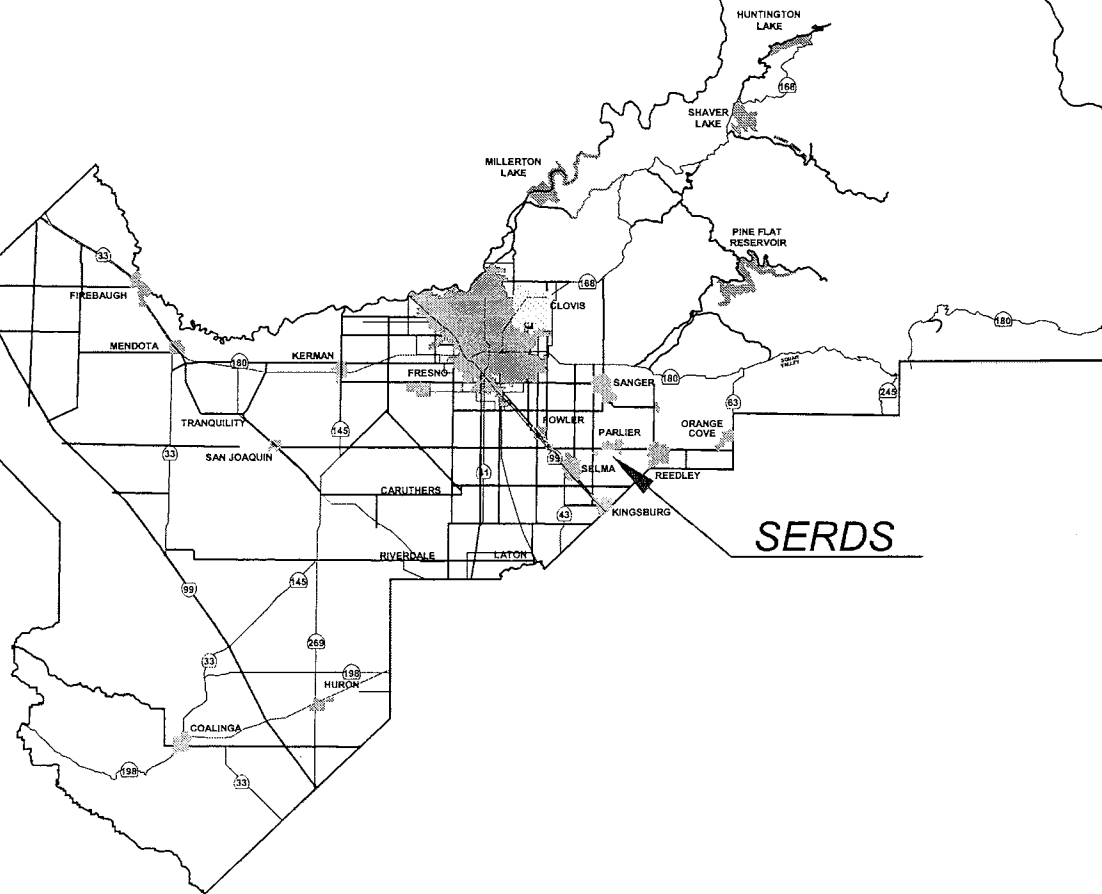 HUNTINGTON
LAKE
168
SHAVER
LAKE
MILLERTON
LAKE
PINE FLAT
RESERVOIR
33
168
FIREBAUGH
CLOVIS
180
MENDOTA
KERMAN
180
FRESNO
SQUAW
VALLEY
180
SANGER
245
63
TRANQUILITY
FOWLER
145
PARLIER
ORANGE
COVE
33
SAN JOAQUIN
99
SELMA
41
REEDLEY
CARUTHERS
43
KINGSBURG
SERDS
RIVERDALE
LATON
145
99
269
33
198
HURON
COALINGA
198
33